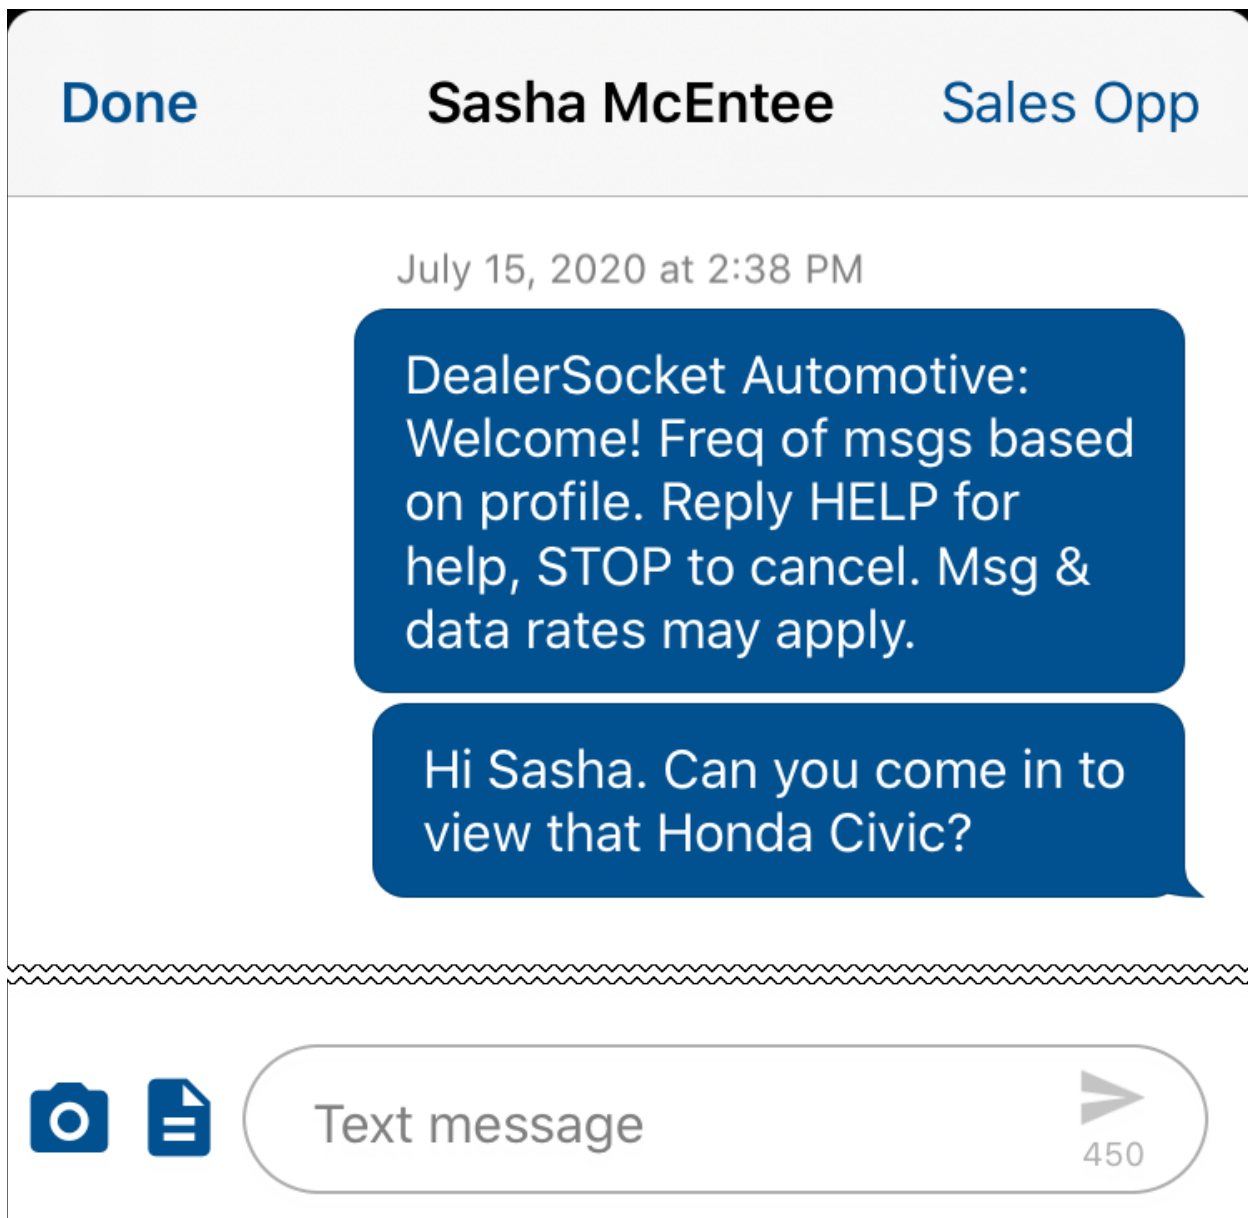 Done Sasha McEntee Sales Opp
July 15, 2020 at 2:38 PM
DealerSocket Automotive:
Welcome! Freq of msgs based
on profile. Reply HELP for
help, STOP to cancel. Msg &
data rates may apply.
Hi Sasha. Can you come in to
view that Honda Civic?
Text message
450